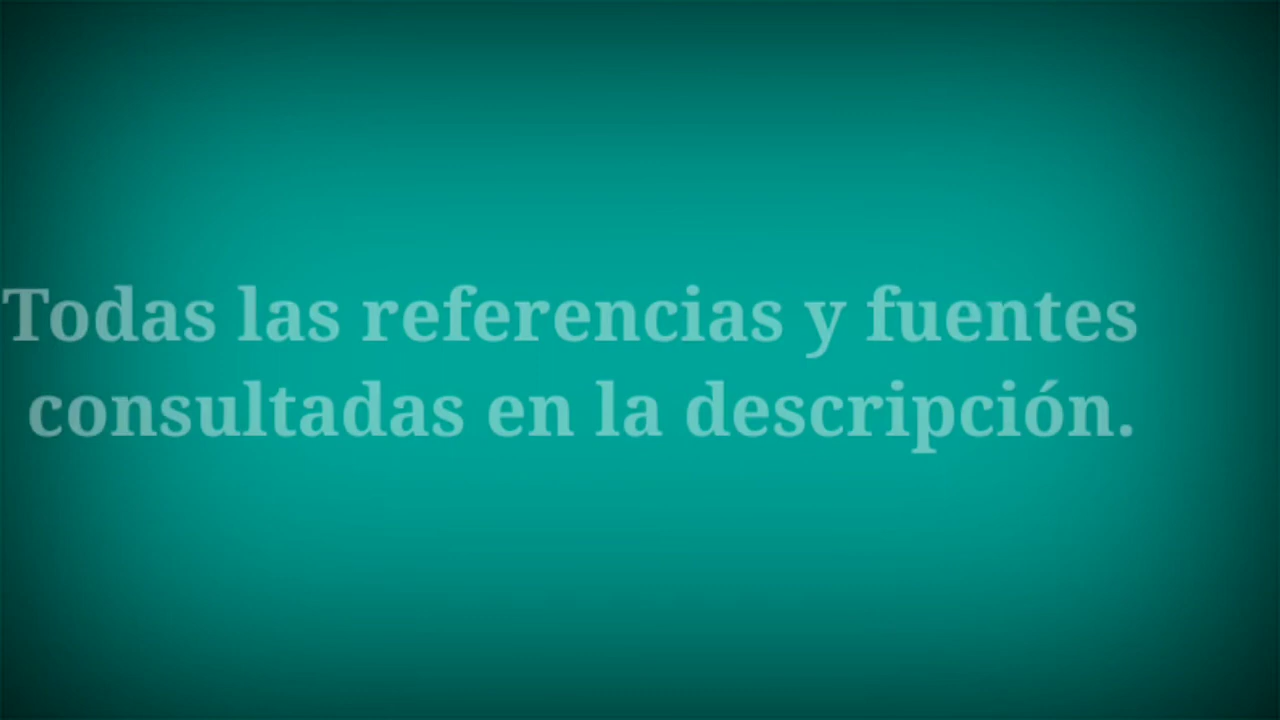 Todas las referencias y fuentes
consultadas en la descripción.